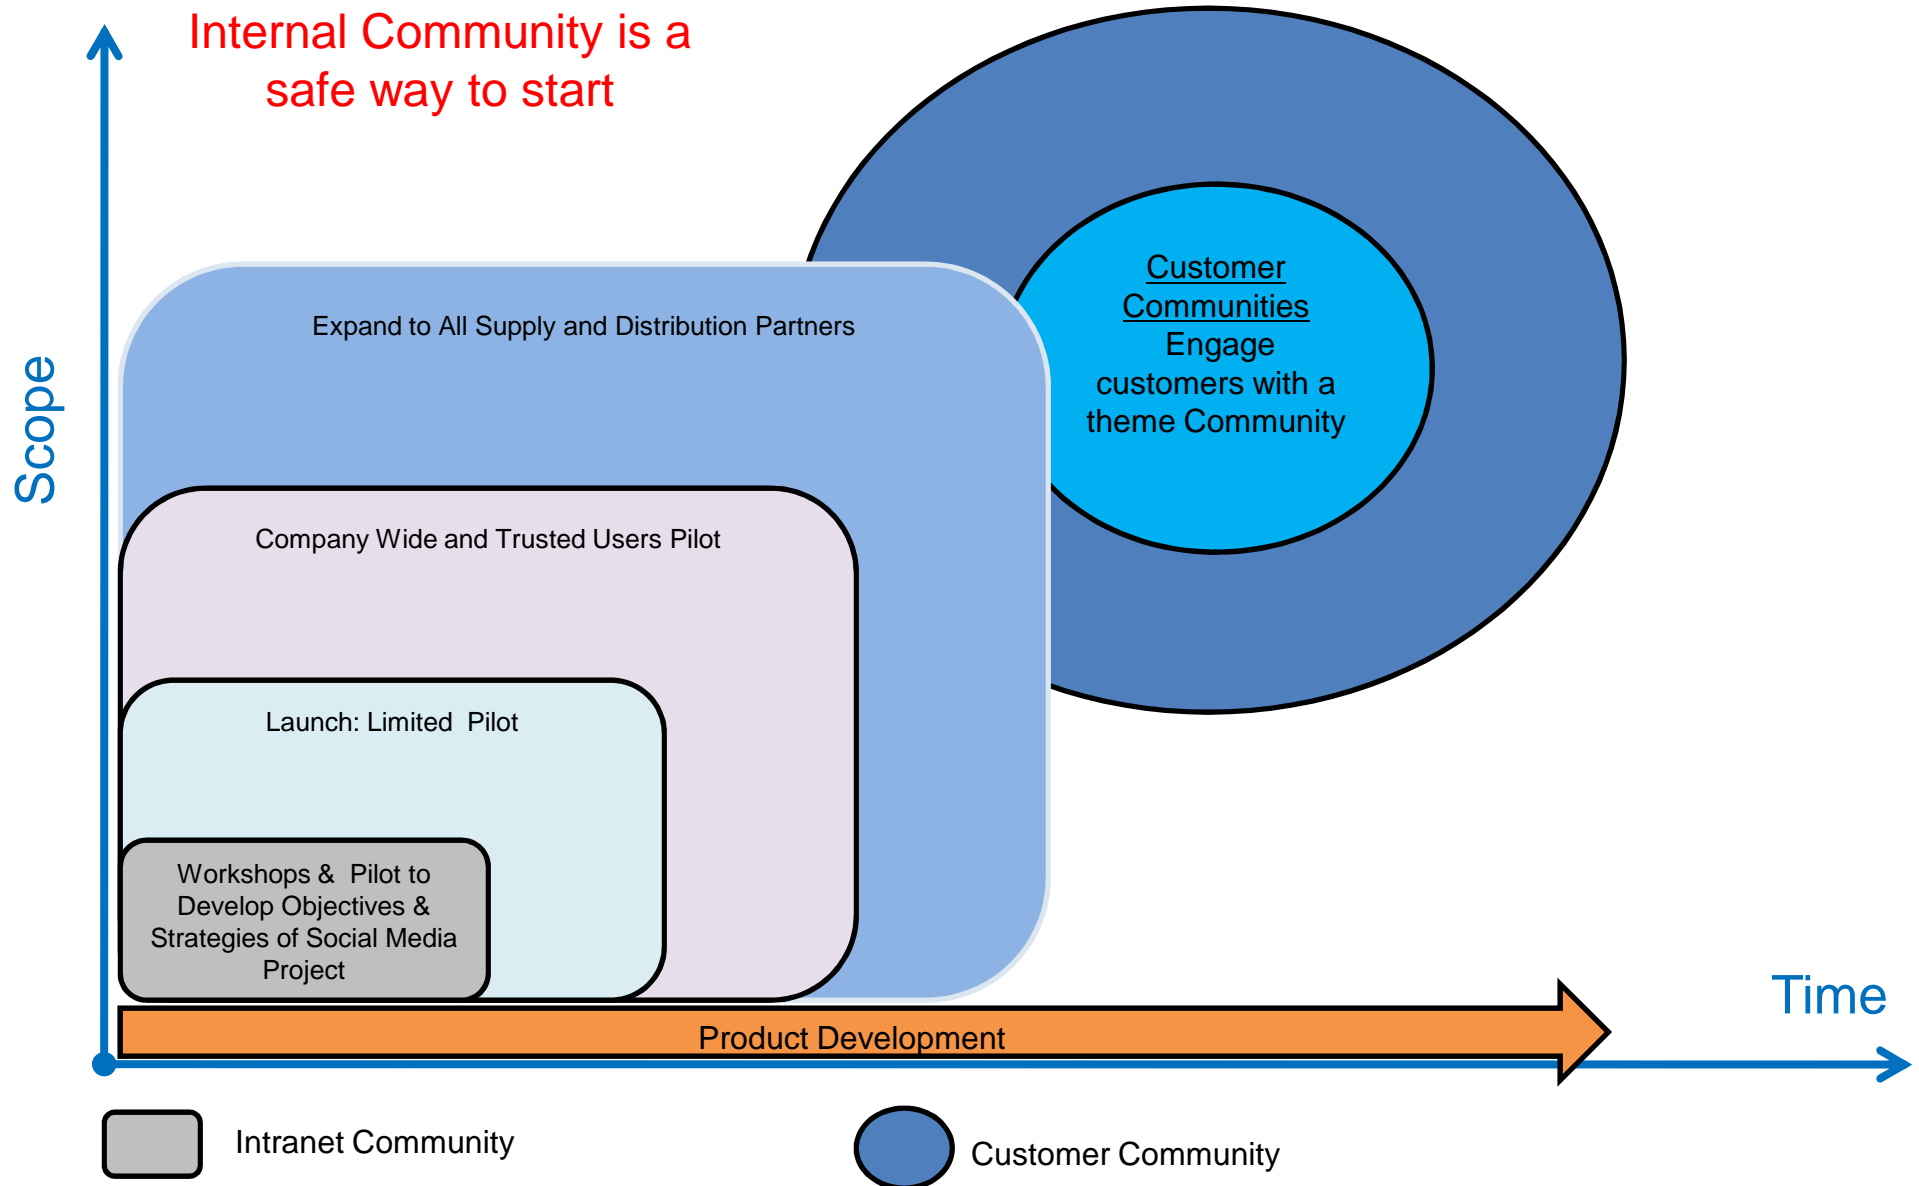 Internal Community is a
safe way to start
Scope
Customer
Communities
Engage
customers with a
theme Community
Expand to All Supply and Distribution Partners
Company Wide and Trusted Users Pilot
Launch: Limited  Pilot
Workshops &  Pilot to
Develop Objectives &
Strategies of Social Media
Project
Time
Product Development
Intranet Community
Customer Community